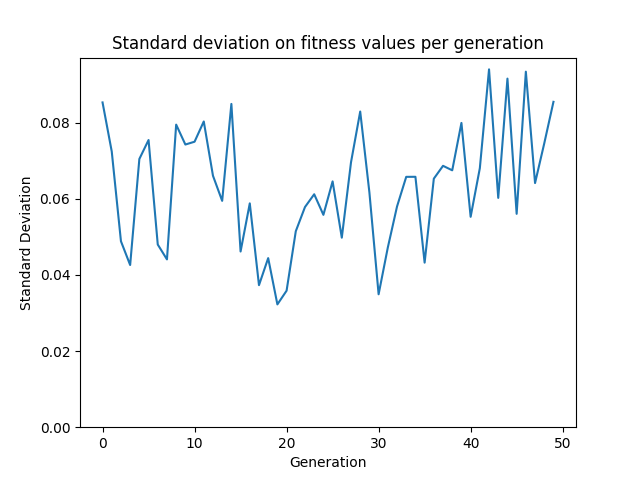 Standard deviation on fitness values per generation
Standard Deviation
0.08
0.06
0.04
0.02
0.00
0 10 20 30 40 50
Generation